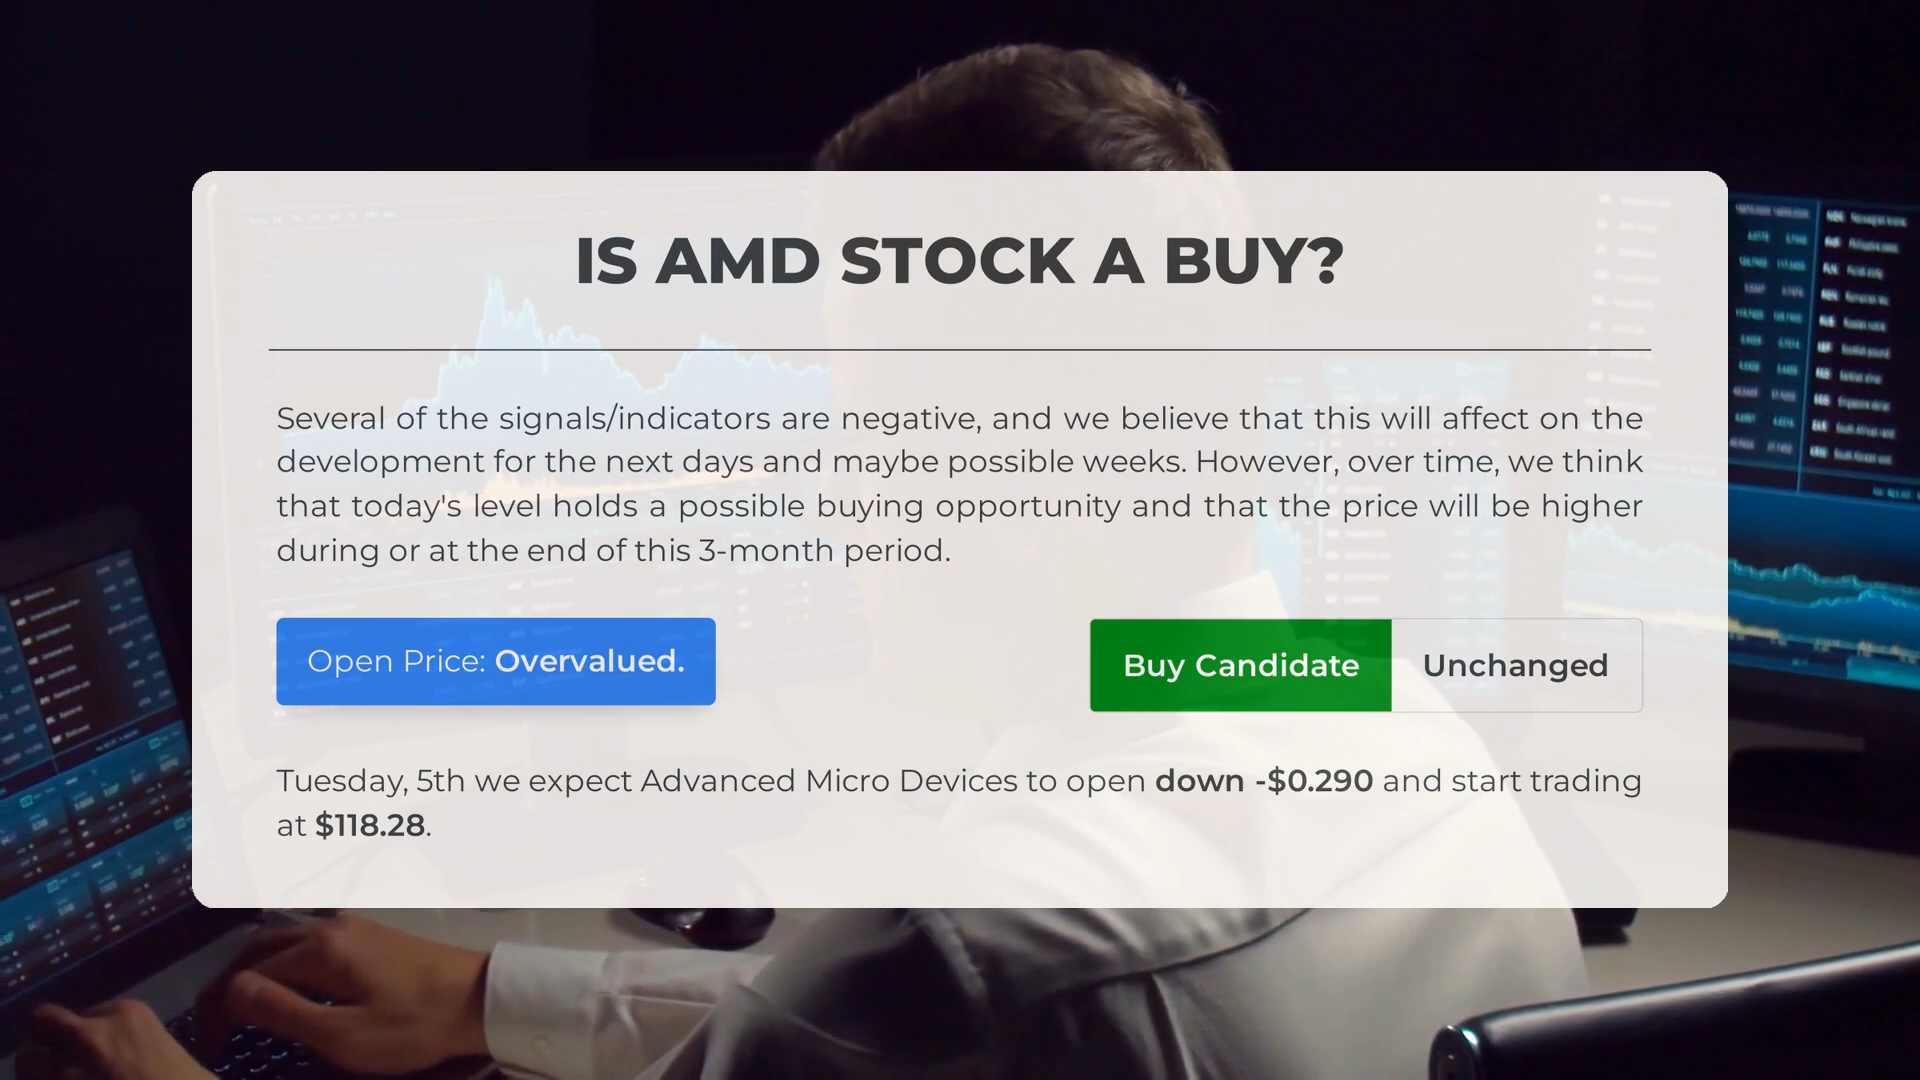 IS AMD STOCK A BUY?
Several of the signals/indicators are negative, and we believe that this will affect on the
development for the next days and maybe possible weeks. However, over time, we think
that today's level holds a possible buying opportunity and that the price will be higher
during or at the end of this 3-month period.
Open Price: Overvalued.
Buy Candidate Unchanged
Tuesday, 5th we expect Advanced Micro Devices to open down -$0.290 and start trading
at $118.28.